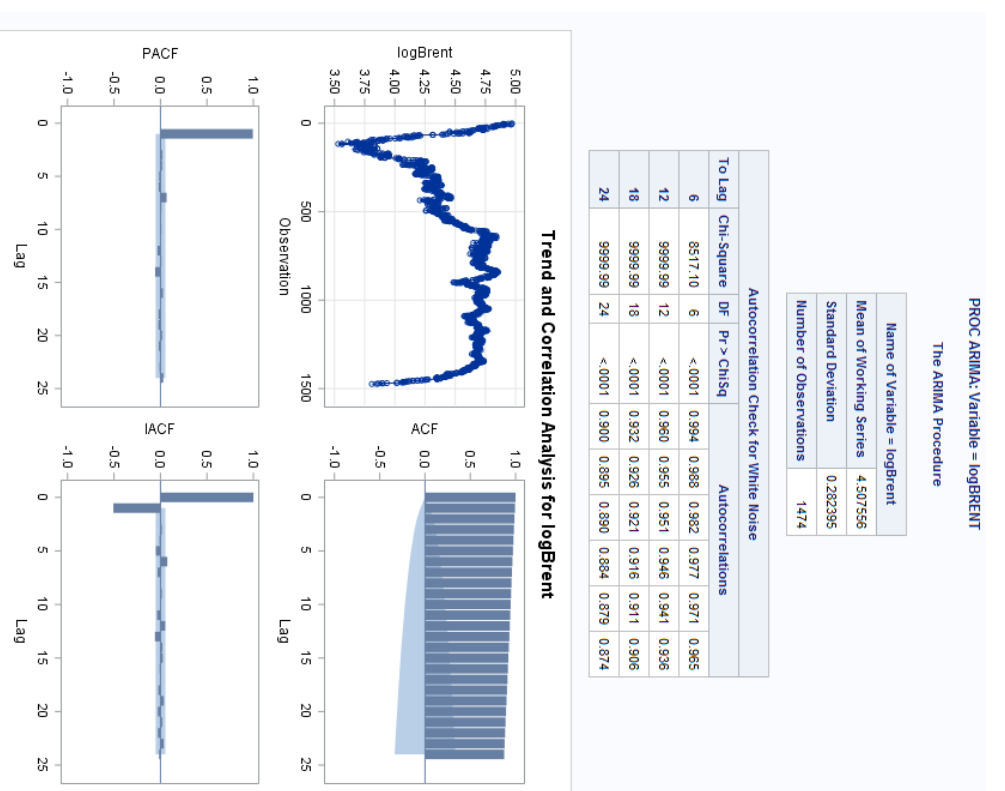 PROC ARIMA: Variable = logBRENT
The ARIMA Procedure
Name of Variable = logBrent
Mean of Working Series 4.507556
Standard Deviation 0.282395
Number of Observations 1474
Autocorrelation Check for White Noise
To Lag Chi-Square DF Pr > ChiSq Autocorrelations
6 8517.10 6 <.0001 0.994 0.988 0.982 0.977 0.971 0.965
12 9999.99 12 <.0001 0.960 0.955 0.951 0.946 0.941 0.936
18 9999.99 18 <.0001 0.932 0.926 0.921 0.916 0.911 0.906
24 9999.99 24 <.0001 0.900 0.895 0.890 0.884 0.879 0.874
Trend and Correlation Analysis for logBrent
logBrent
5.00
4.75
4.50
4.25
4.00
3.75
3.50
0 500 1000 1500
Observation
ACF
1.0
0.5
0.0
-0.5
-1.0
0 5 10 15 20 25
Lag
PACF
1.0
0.5
0.0
-0.5
-1.0
0 5 10 15 20 25
Lag
IACF
1.0
0.5
0.0
-0.5
-1.0
0 5 10 15 20 25
Lag